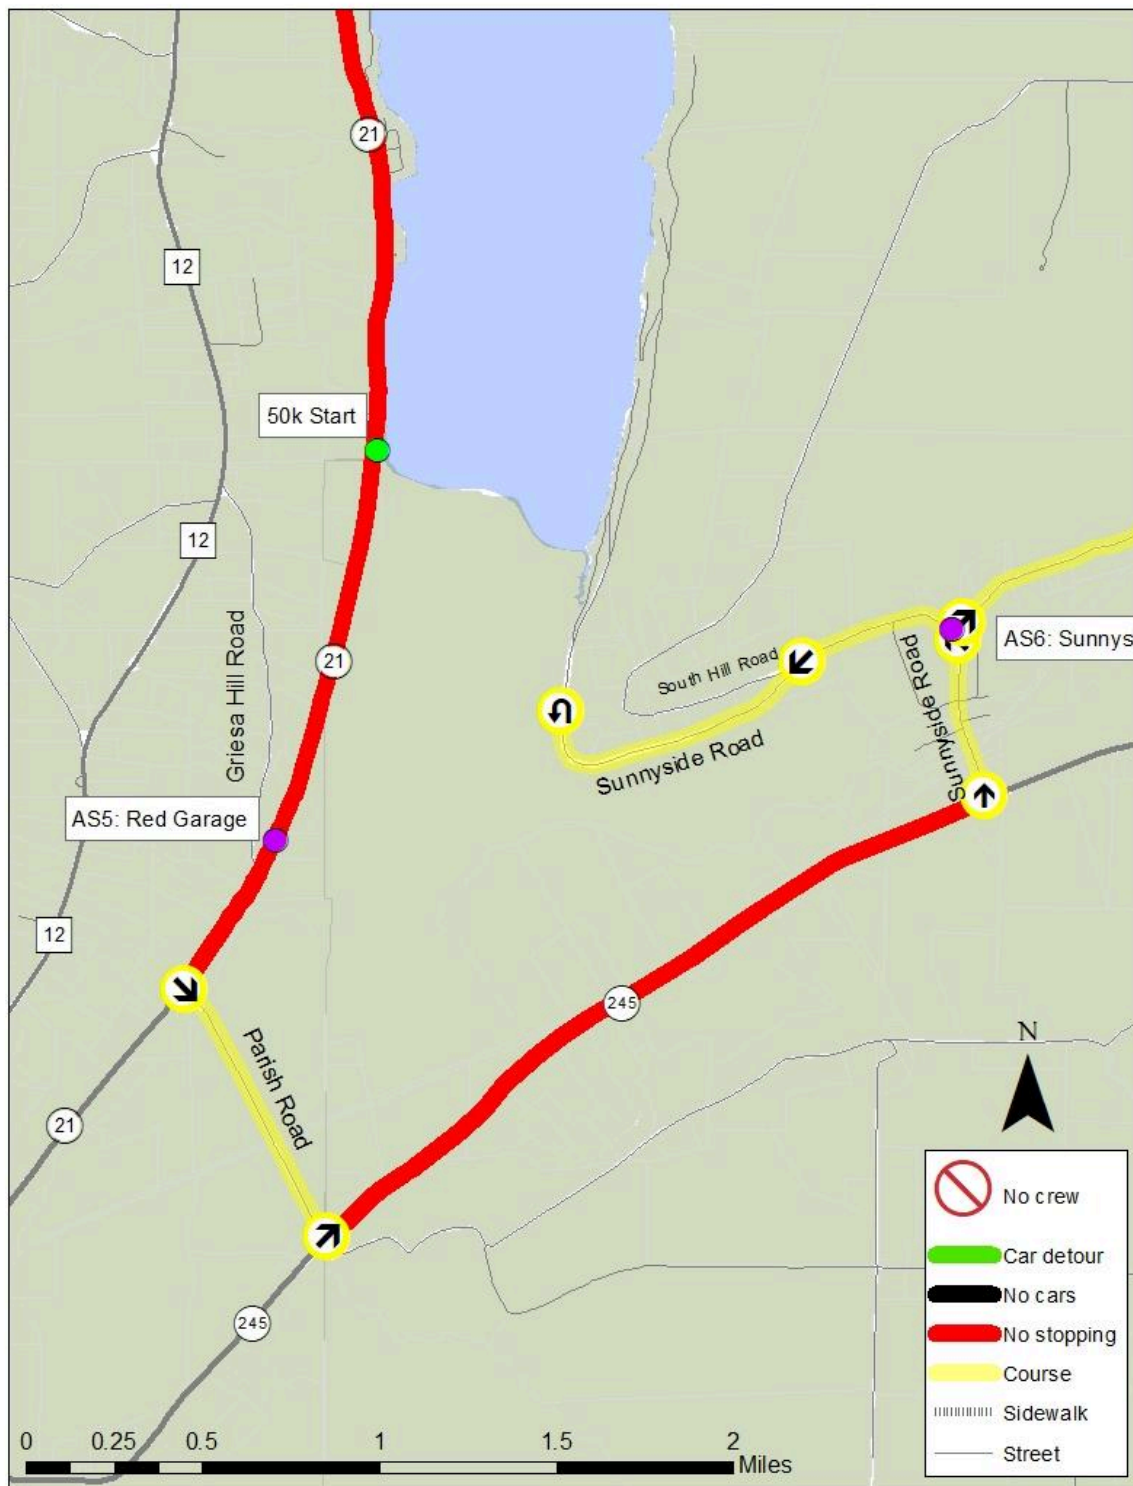 21
12
50k Start
12
Griesa Hill Road
21
South Hill Road
Sunnyside Road
Sunnyside Road
AS6: Sunnys
AS5: Red Garage
12
245
Parish Road
21
N
245
No crew
Car detour
No cars
No stopping
Course
Sidewalk
Street
0 0.25 0.5 1 1.5 2
Miles